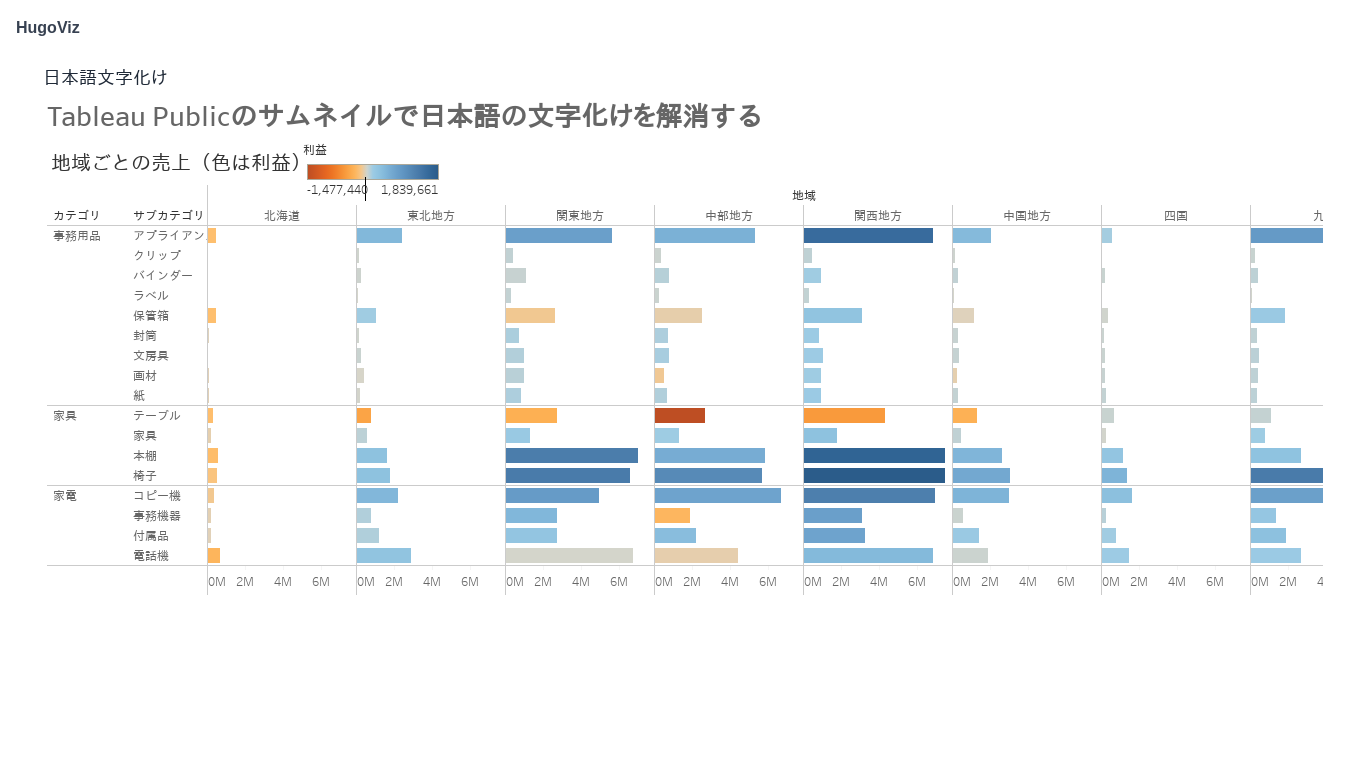 HugoViz
日本語文字化け
Tableau Publicのサムネイルで日本語の文字化けを解消する
地域ごとの売上（色は利益）
利益
-1,477,440 1,839,661
地域
カテゴリ サブカテゴリ 北海道 東北地方 関東地方 中部地方 関西地方 中国地方 四国 九
事務用品 アプライアン
クリップ
バインダー
ラベル
保管箱
封筒
文房具
画材
紙
家具 テーブル
家具
本棚
椅子
家電 コピー機
事務機器
付属品
電話機
0M 2M 4M 6M 0M 2M 4M 6M 0M 2M 4M 6M 0M 2M 4M 6M 0M 2M 4M 6M 0M 2M 4M 6M 0M 2M 4M 6M 0M 2M 4